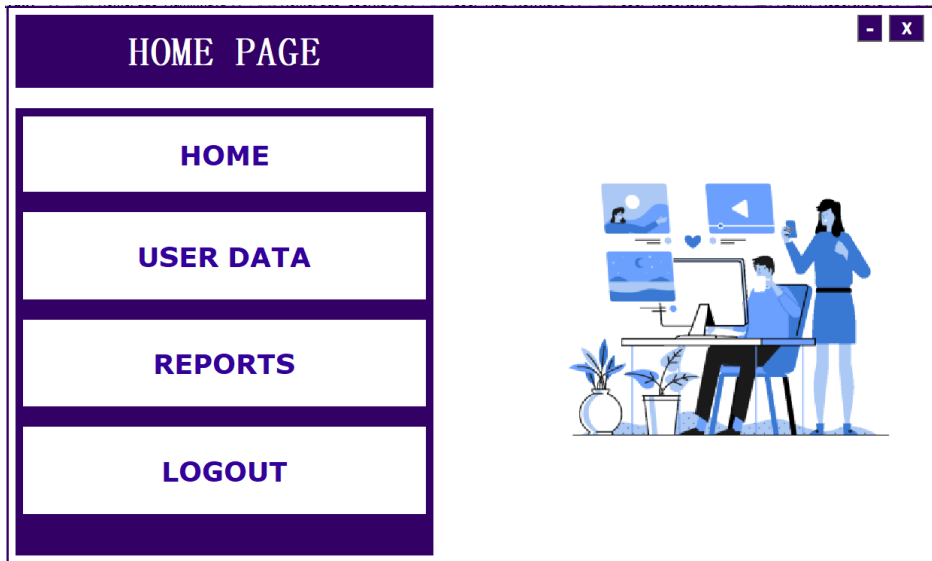 HOME PAGE
- X
HOME
USER DATA
REPORTS
LOGOUT